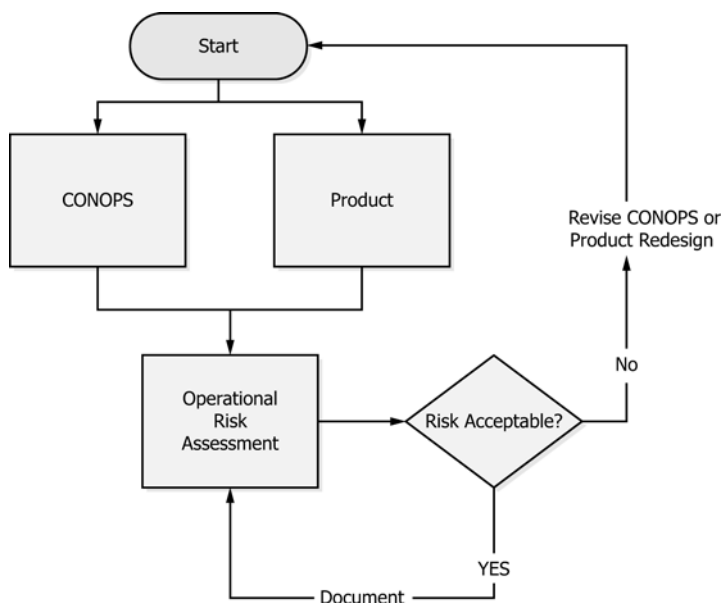 Start
CONOPS
Product
Revise CONOPS or
Product Redesign
Operational
Risk
Assessment
Risk Acceptable?
No
YES
Document